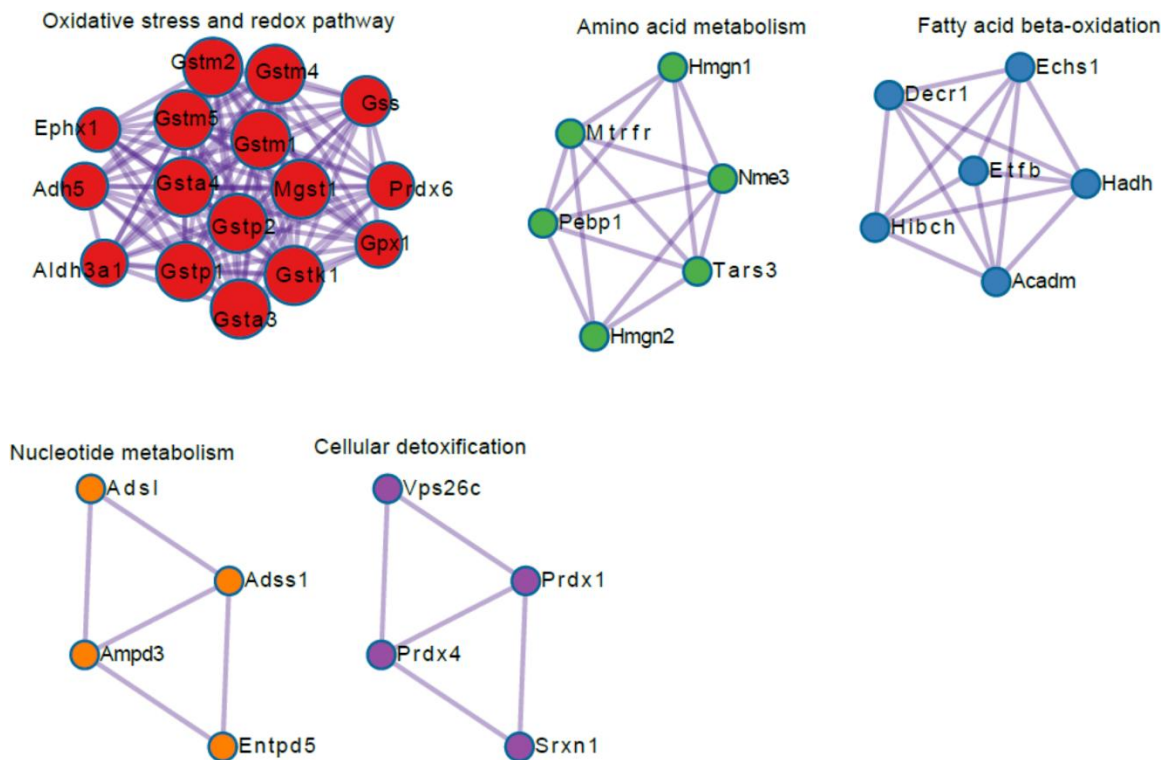 Oxidative stress and redox pathway
Gstm2
Gstm4
Gss
Ephx1
Gstm5
Gstm1
Adh5
Gsta4
Mgst1
Prdx6
Gstp2
Gpx1
Aldh3a1
Gstp1
Gstk1
Gsta3
Amino acid metabolism
Hmgn1
Mtrfr
Nme3
Pebp1
Tars3
Hmgn2
Fatty acid beta-oxidation
Echs1
Decr1
Etfb
Hadh
Hibch
Acadm
Nucleotide metabolism
Adsl
Adss1
Ampd3
Entpd5
Cellular detoxification
Vps26c
Prdx1
Prdx4
Srxn1